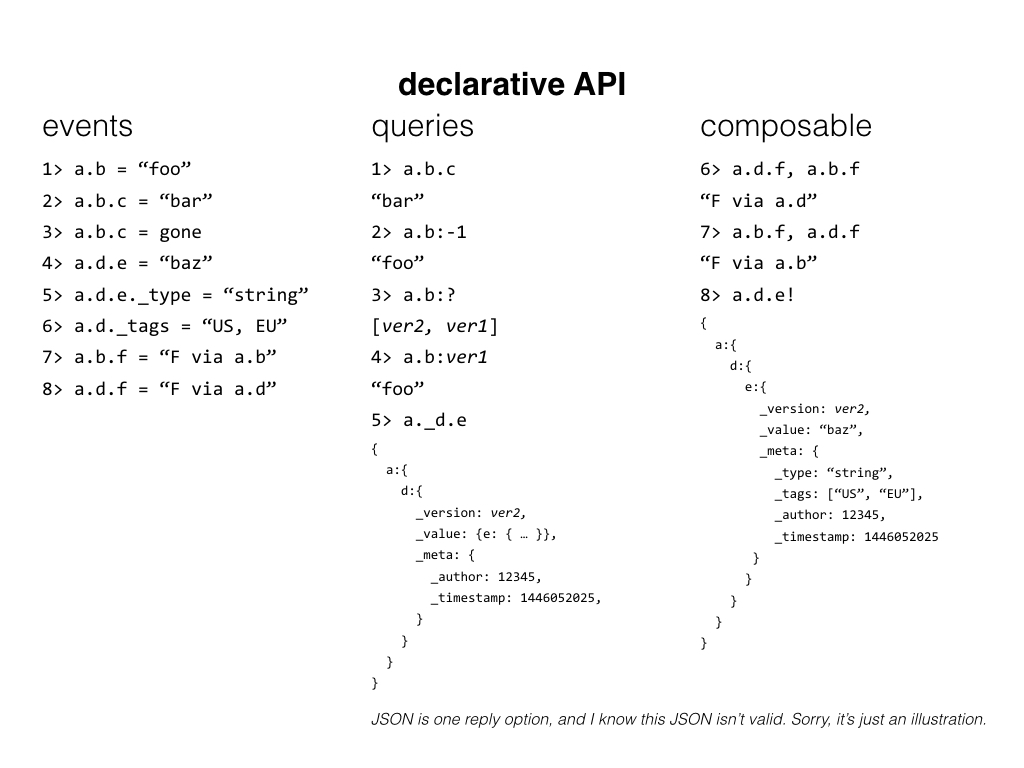 declarative API
events
1> a.b = “foo”
2> a.b.c = “bar”
3> a.b.c = gone
4> a.d.e = “baz”
5> a.d.e._type = “string”
6> a.d._tags = “US, EU”
7> a.b.f = “F via a.b”
8> a.d.f = “F via a.d”
queries
1> a.b.c
“bar”
2> a.b:-1
“foo”
3> a.b:?
[ver2, ver1]
4> a.b:ver1
“foo”
5> a._d.e
{
  a:{
    d:{
      _version: ver2,
      _value: {e: { … }},
      _meta: {
        _author: 12345,
        _timestamp: 1446052025,
      }
    }
  }
}
composable
6> a.d.f, a.b.f
“F via a.d”
7> a.b.f, a.d.f
“F via a.b”
8> a.d.e!
{
  a:{
    d:{
      e:{
        _version: ver2,
        _value: “baz”,
        _meta: {
          _type: “string”,
          _tags: [“US”, “EU”],
          _author: 12345,
          _timestamp: 1446052025
       }
      }
    }
  }
}
JSON is one reply option, and I know this JSON isn’t valid. Sorry, it’s just an illustration.